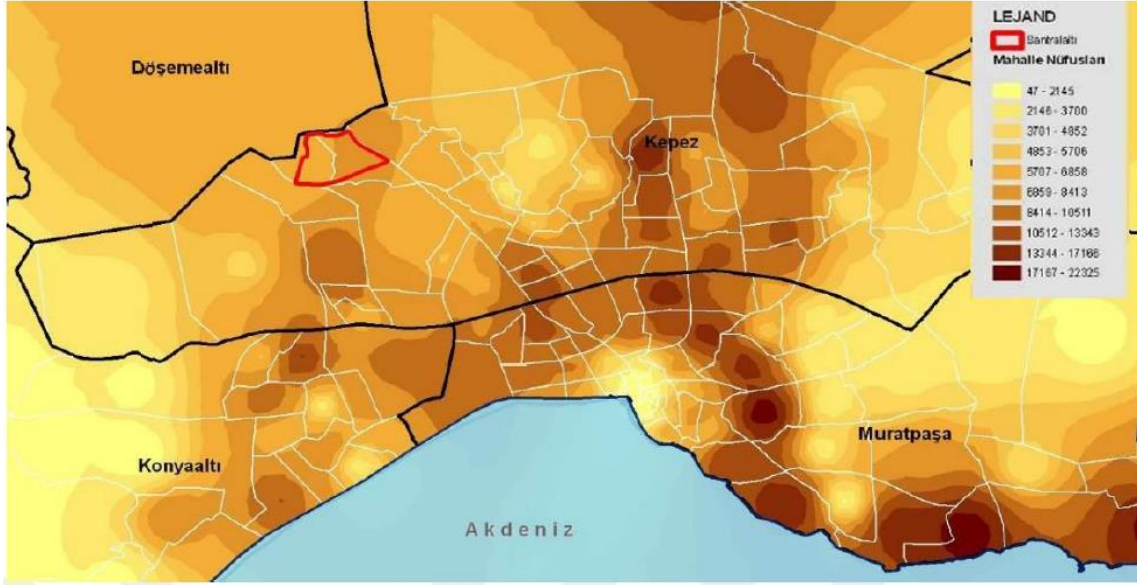 LEJAND
Santralaltı
Mahalle Nüfusları
47 - 2145
2146 - 3700
3701 - 4852
4853 - 5706
5707 - 6858
6859 - 8413
8414 - 10511
10512 - 13343
13344 - 17166
17167 - 22325
Döşemealtı
Kepez
Muratpaşa
Konyaaltı
Akdeniz